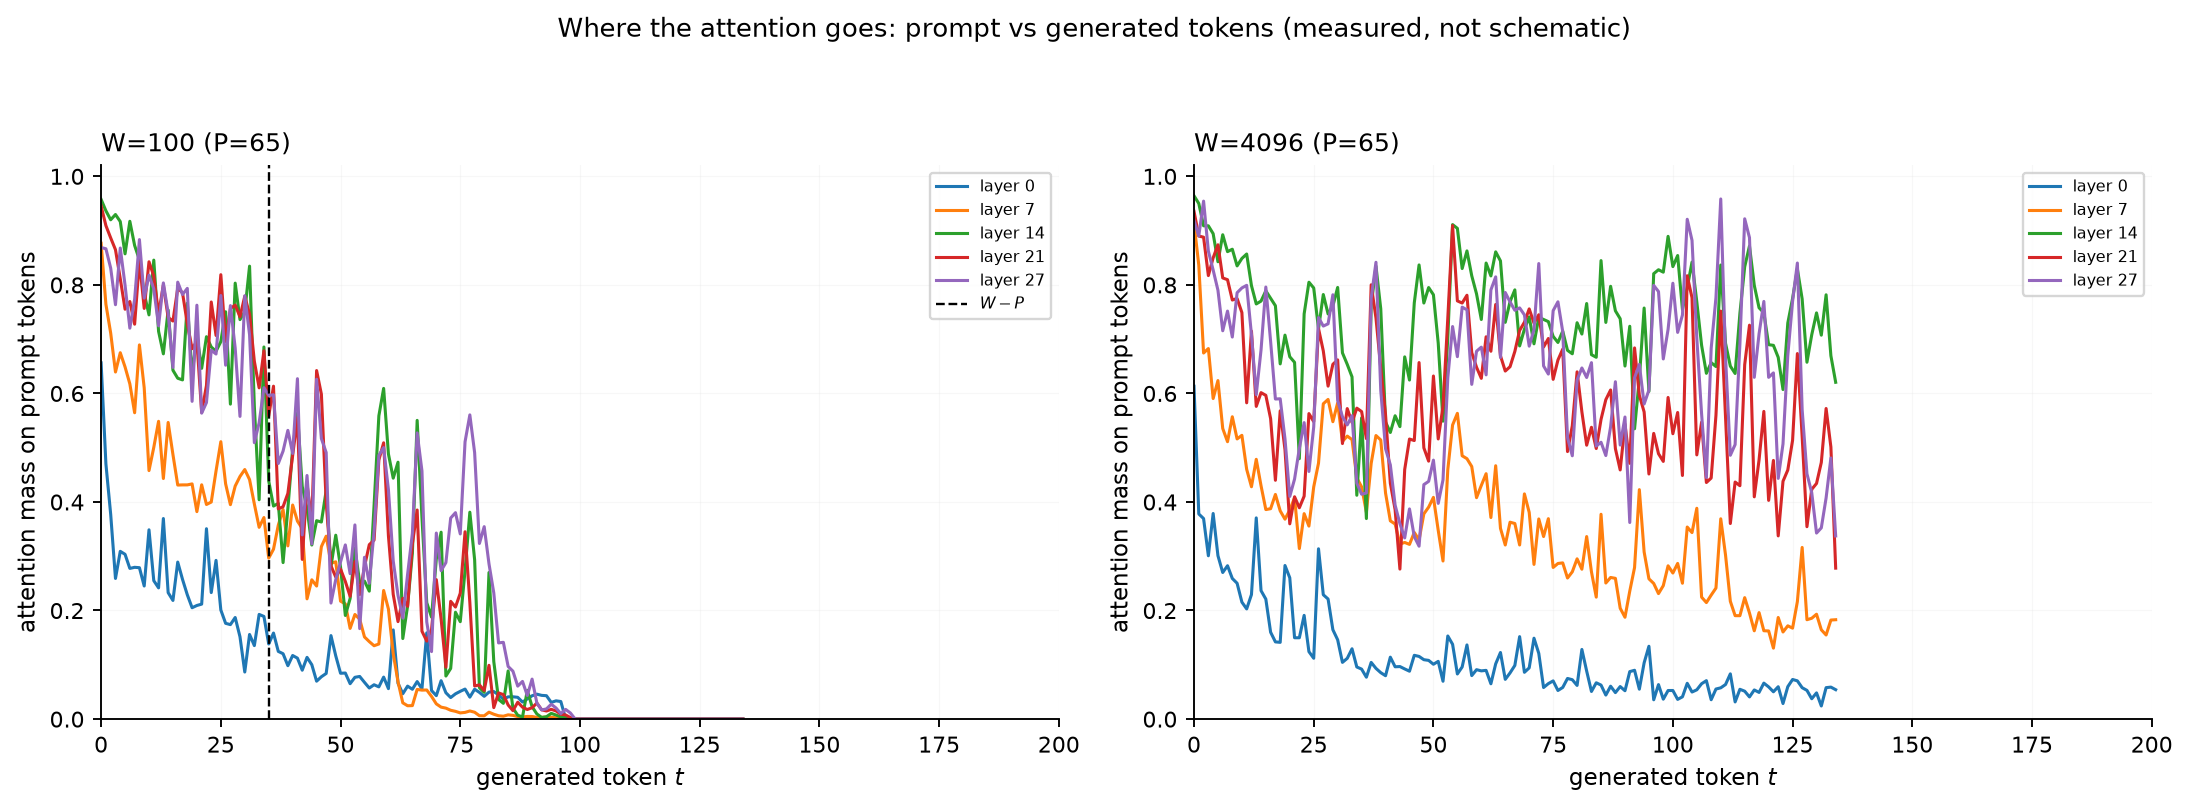 Where the attention goes: prompt vs generated tokens (measured, not schematic)
W=100 (P=65)
attention mass on prompt tokens
1.0
0.8
0.6
0.4
0.2
0.0
0 25 50 75 100 125 150 175 200
generated token t
layer 0
layer 7
layer 14
layer 21
layer 27
W − P
W=4096 (P=65)
attention mass on prompt tokens
1.0
0.8
0.6
0.4
0.2
0.0
0 25 50 75 100 125 150 175 200
generated token t
layer 0
layer 7
layer 14
layer 21
layer 27